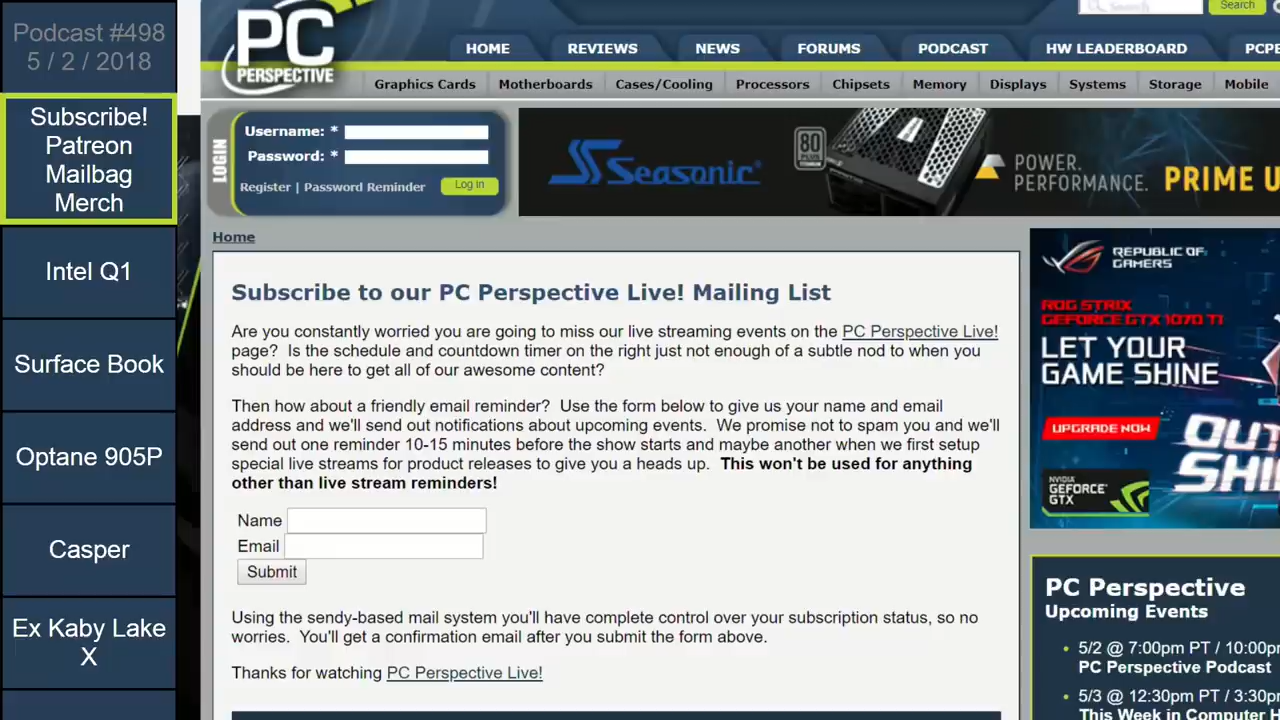 Podcast #498
5 / 2 / 2018
Subscribe!
Patreon
Mailbag
Merch
Intel Q1
Surface Book
Optane 905P
Casper
Ex Kaby Lake
X
PC
PERSPECTIVE
Search
Search
HOME
REVIEWS
NEWS
FORUMS
PODCAST
HW LEADERBOARD
PCPE
Graphics Cards
Motherboards
Cases/Cooling
Processors
Chipsets
Memory
Displays
Systems
Storage
Mobile
LOGIN
Username: *
Password: *
Register | Password Reminder
Log in
Seasonic
80
PLUS
POWER.
PERFORMANCE.
PRIME U
Home
Subscribe to our PC Perspective Live! Mailing List
Are you constantly worried you are going to miss our live streaming events on the PC Perspective Live!
page?  Is the schedule and countdown timer on the right just not enough of a subtle nod to when you
should be here to get all of our awesome content?
Then how about a friendly email reminder?  Use the form below to give us your name and email
address and we'll send out notifications about upcoming events.  We promise not to spam you and we'll
send out one reminder 10-15 minutes before the show starts and maybe another when we first setup
special live streams for product releases to give you a heads up.  This won't be used for anything
other than live stream reminders!
Name
Email
Submit
Using the sendy-based mail system you'll have complete control over your subscription status, so no
worries.  You'll get a confirmation email after you submit the form above.
Thanks for watching PC Perspective Live!
REPUBLIC OF
GAMERS
ROG STRIX
GEFORCE GTX 1070 TI
LET YOUR
GAME SHINE
UPGRADE NOW
OUT
SHI
NVIDIA
GEFORCE
GTX
PC Perspective
Upcoming Events
5/2 @ 7:00pm PT / 10:00pm
PC Perspective Podcast
5/3 @ 12:30pm PT / 3:30pm
This Week in Computer H